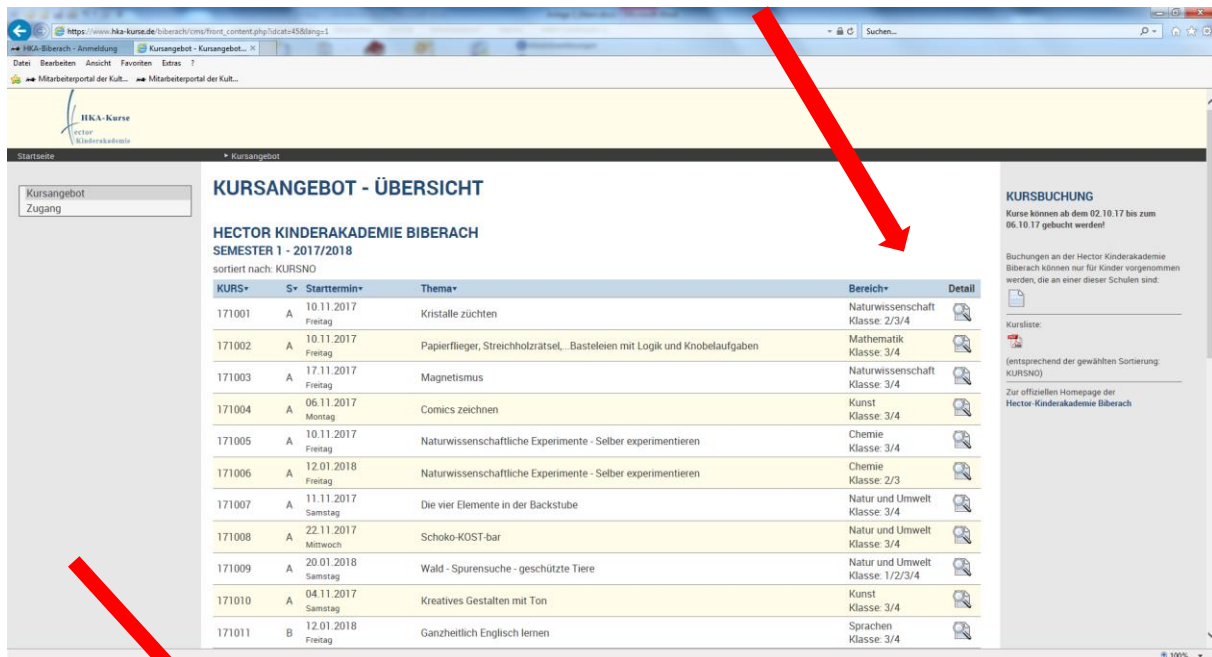 https://www.hka-kurse.de/biberach/cms/front_content.php?idcat=45&lang=1
Suchen...
HKA-Biberach - Anmeldung
Kursangebot - Kursangebot...
Datei Bearbeiten Ansicht Favoriten Extras ?
Mitarbeiterportal der Kult... Mitarbeiterportal der Kult...
HKA-Kurse
ector
Kinderakademie
Startseite
Kursangebot
Kursangebot
Zugang
KURSANGEBOT - ÜBERSICHT
HECTOR KINDERAKADEMIE BIBERACH
SEMESTER 1 - 2017/2018
sortiert nach: KURSNO
KURS S Starttermin Thema Bereich Detail
171001 A 10.11.2017 Freitag Kristalle züchten Naturwissenschaft
Klasse: 2/3/4
171002 A 10.11.2017 Freitag Papierflieger, Streichholzrätsel,...Basteleien mit Logik und Knobelaufgaben Mathematik
Klasse: 3/4
171003 A 17.11.2017 Freitag Magnetismus Naturwissenschaft
Klasse: 3/4
171004 A 06.11.2017 Montag Comics zeichnen Kunst
Klasse: 3/4
171005 A 10.11.2017 Freitag Naturwissenschaftliche Experimente - Selber experimentieren Chemie
Klasse: 3/4
171006 A 12.01.2018 Freitag Naturwissenschaftliche Experimente - Selber experimentieren Chemie
Klasse: 2/3
171007 A 11.11.2017 Samstag Die vier Elemente in der Backstube Natur und Umwelt
Klasse: 3/4
171008 A 22.11.2017 Mittwoch Schoko-KOST-bar Natur und Umwelt
Klasse: 3/4
171009 A 20.01.2018 Samstag Wald - Spurensuche - geschützte Tiere Natur und Umwelt
Klasse: 1/2/3/4
171010 A 04.11.2017 Samstag Kreatives Gestalten mit Ton Kunst
Klasse: 3/4
171011 B 12.01.2018 Freitag Ganzheitlich Englisch lernen Sprachen
Klasse: 3/4
KURSBUCHUNG
Kurse können ab dem 02.10.17 bis zum
06.10.17 gebucht werden!
Buchungen an der Hector Kinderakademie
Biberach können nur für Kinder vorgenommen
werden, die an einer dieser Schulen sind:
Kursliste:
(entsprechend der gewählten Sortierung:
KURSNO)
Zur offiziellen Homepage der
Hector-Kinderakademie Biberach
100%